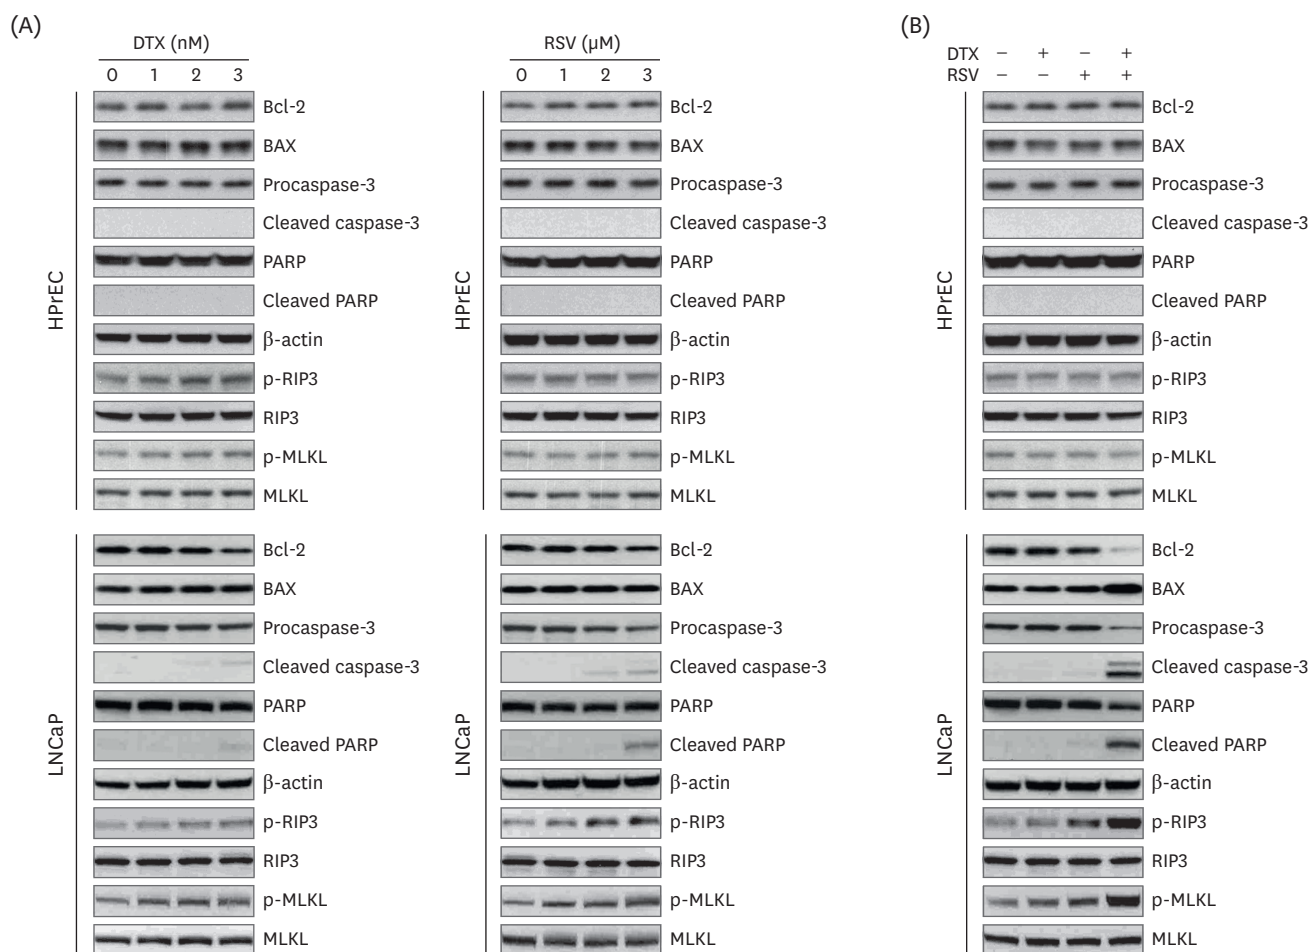 (A)
DTX (nM)
0 1 2 3
HPrEC
Bcl-2
BAX
Procaspase-3
Cleaved caspase-3
PARP
Cleaved PARP
β-actin
p-RIP3
RIP3
p-MLKL
MLKL
LNCaP
Bcl-2
BAX
Procaspase-3
Cleaved caspase-3
PARP
Cleaved PARP
β-actin
p-RIP3
RIP3
p-MLKL
MLKL
RSV (µM)
0 1 2 3
HPrEC
Bcl-2
BAX
Procaspase-3
Cleaved caspase-3
PARP
Cleaved PARP
β-actin
p-RIP3
RIP3
p-MLKL
MLKL
LNCaP
Bcl-2
BAX
Procaspase-3
Cleaved caspase-3
PARP
Cleaved PARP
β-actin
p-RIP3
RIP3
p-MLKL
MLKL
(B)
DTX − + − +
RSV − − + +
HPrEC
Bcl-2
BAX
Procaspase-3
Cleaved caspase-3
PARP
Cleaved PARP
β-actin
p-RIP3
RIP3
p-MLKL
MLKL
LNCaP
Bcl-2
BAX
Procaspase-3
Cleaved caspase-3
PARP
Cleaved PARP
β-actin
p-RIP3
RIP3
p-MLKL
MLKL